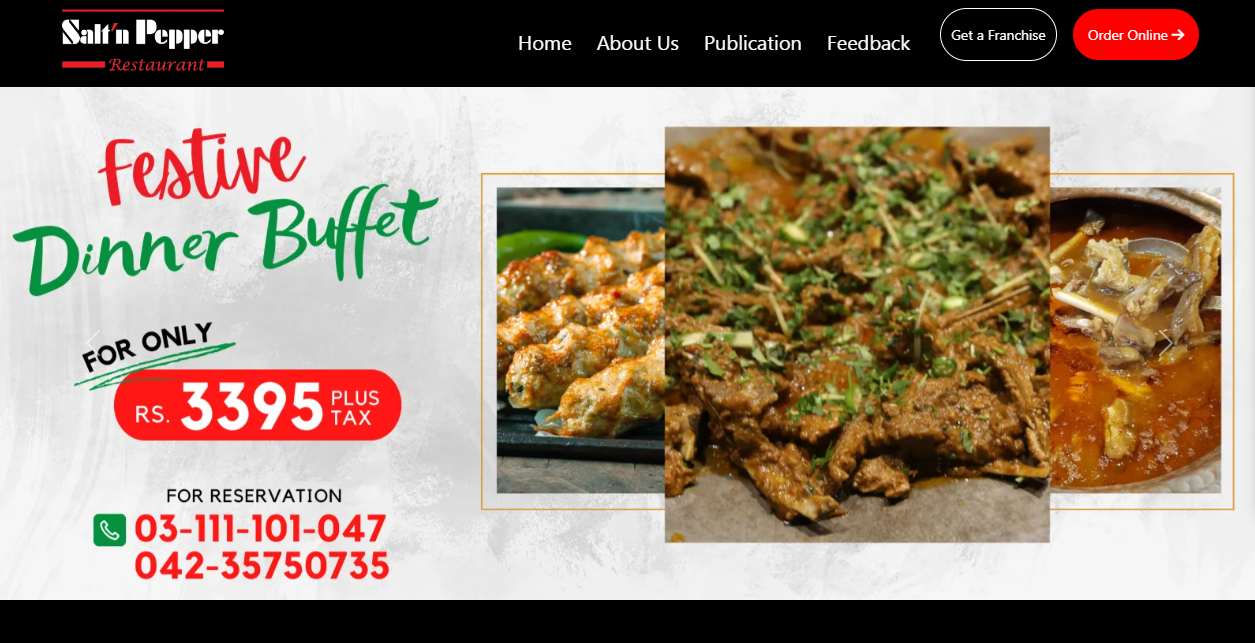 Salt'n Pepper
Restaurant
Home About Us Publication Feedback Get a Franchise Order Online
Festive
Dinner Buffet
FOR ONLY
RS. 3395 PLUS
TAX
FOR RESERVATION
03-111-101-047
042-35750735